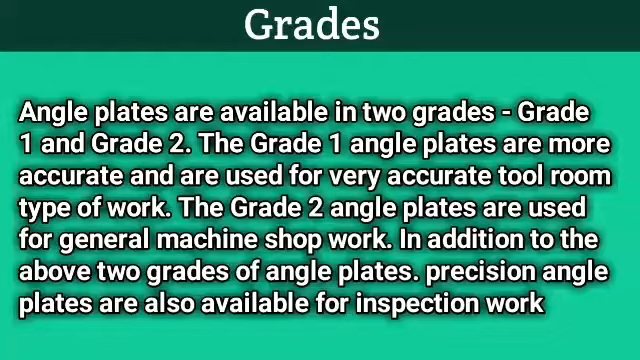 Grades
Angle plates are available in two grades - Grade
1 and Grade 2. The Grade 1 angle plates are more
accurate and are used for very accurate tool room
type of work. The Grade 2 angle plates are used
for general machine shop work. In addition to the
above two grades of angle plates. precision angle
plates are also available for inspection work